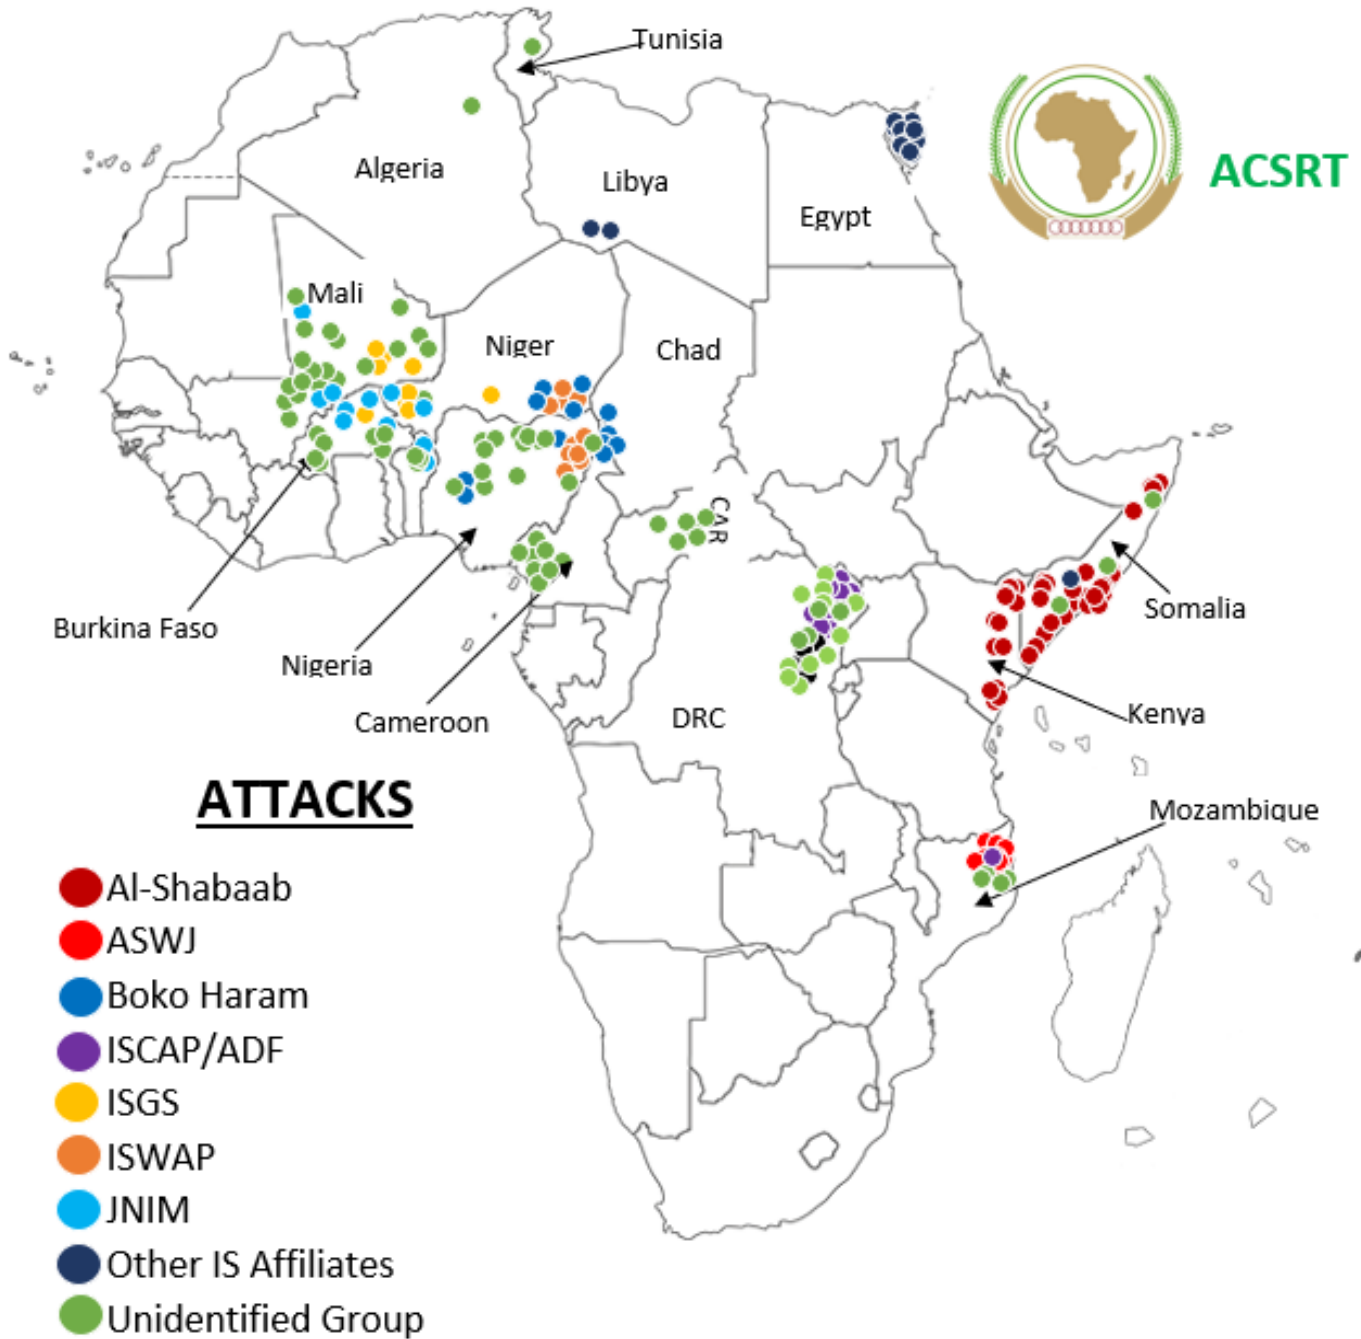 Tunisia
Algeria
Libya
ACSRT
Egypt
Mali
Niger
Chad
CAR
Burkina Faso
Somalia
Nigeria
Cameroon
DRC
Kenya
Mozambique
ATTACKS
Al-Shabaab
ASWJ
Boko Haram
ISCAP/ADF
ISGS
ISWAP
JNIM
Other IS Affiliates
Unidentified Group